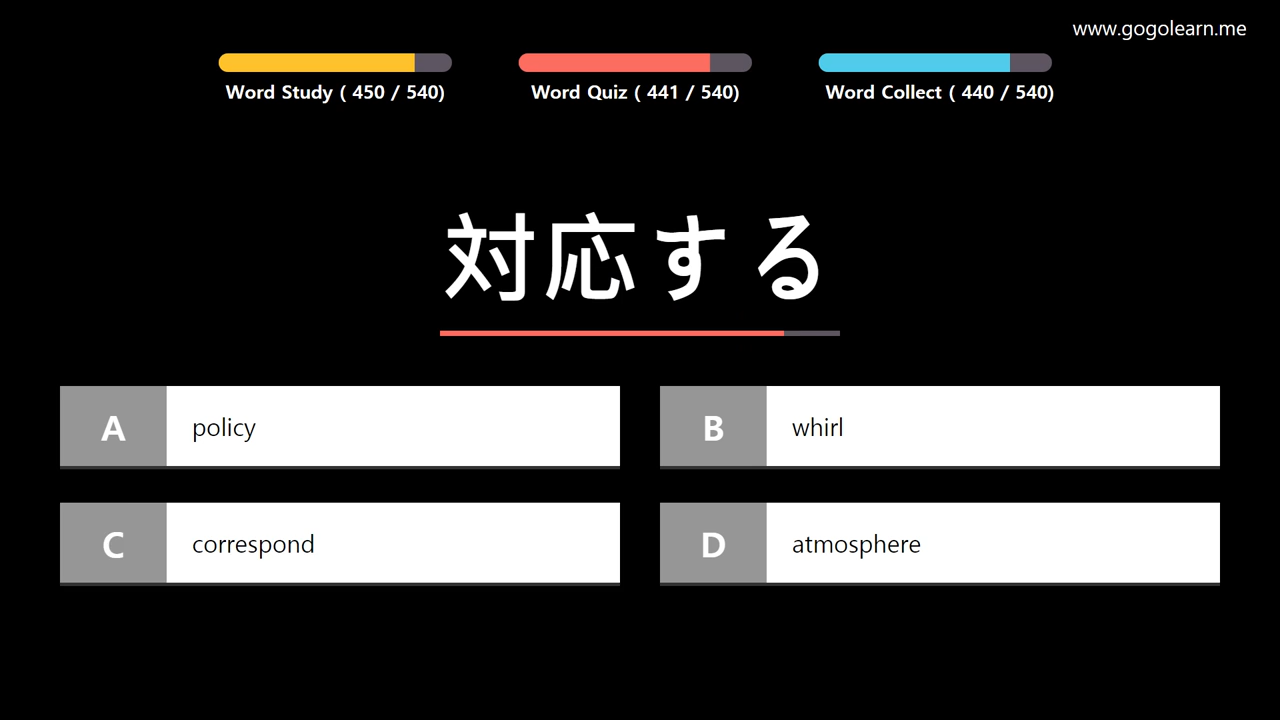 www.gogolearn.me
Word Study ( 450 / 540)
Word Quiz ( 441 / 540)
Word Collect ( 440 / 540)
対応する
A policy
B whirl
C correspond
D atmosphere